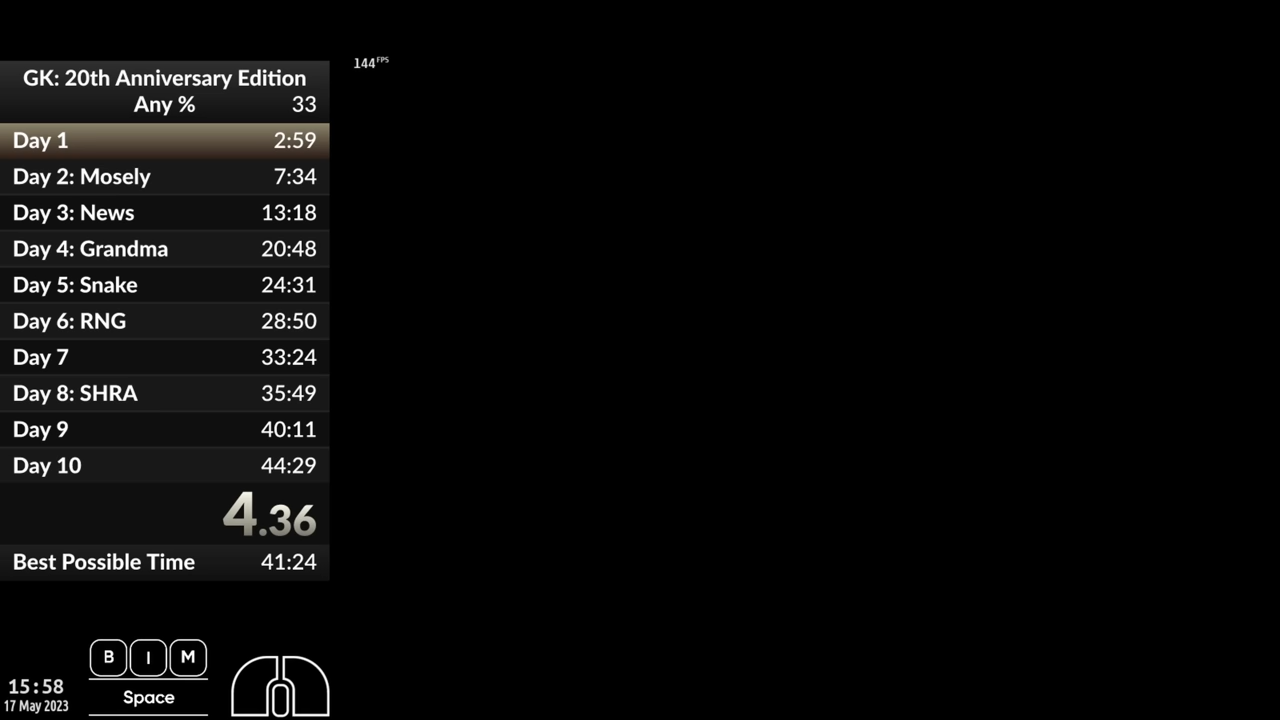 GK: 20th Anniversary Edition
Any % 33
144 FPS
Day 1 2:59
Day 2: Mosely 7:34
Day 3: News 13:18
Day 4: Grandma 20:48
Day 5: Snake 24:31
Day 6: RNG 28:50
Day 7 33:24
Day 8: SHRA 35:49
Day 9 40:11
Day 10 44:29
4.36
Best Possible Time 41:24
B I M
Space
15:58
17 May 2023